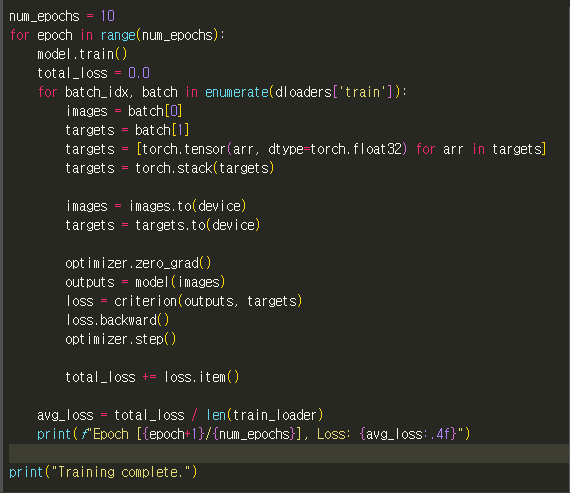 num_epochs = 10
for epoch in range(num_epochs):
    model.train()
    total_loss = 0.0
    for batch_idx, batch in enumerate(dloaders['train']):
        images = batch[0]
        targets = batch[1]
        targets = [torch.tensor(arr, dtype=torch.float32) for arr in targets]
        targets = torch.stack(targets)
        images = images.to(device)
        targets = targets.to(device)
        optimizer.zero_grad()
        outputs = model(images)
        loss = criterion(outputs, targets)
        loss.backward()
        optimizer.step()
        total_loss += loss.item()
    avg_loss = total_loss / len(train_loader)
    print(f"Epoch [{epoch+1}/{num_epochs}], Loss: {avg_loss:.4f}")
print("Training complete.")